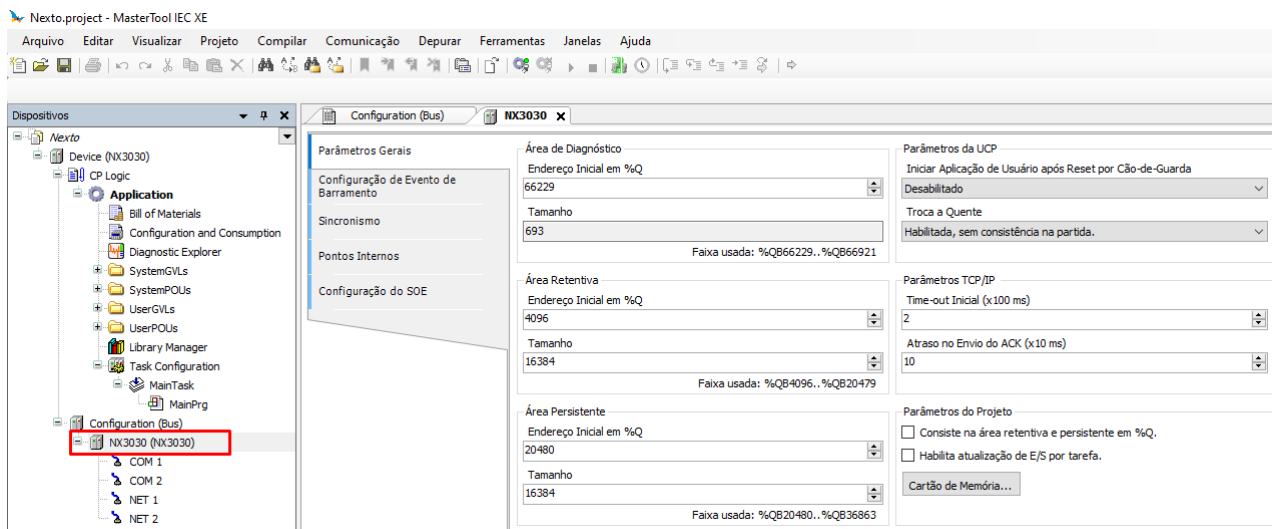 Nexto.project - MasterTool IEC XE
Arquivo Editar Visualizar Projeto Compilar Comunicação Depurar Ferramentas Janelas Ajuda
Dispositivos
Nexto
Device (NX3030)
CP Logic
Application
Bill of Materials
Configuration and Consumption
Diagnostic Explorer
SystemGVLs
SystemPOUs
UserGVLs
UserPOUs
Library Manager
Task Configuration
MainTask
MainPrg
Configuration (Bus)
NX3030 (NX3030)
COM 1
COM 2
NET 1
NET 2
Configuration (Bus)
NX3030
Parâmetros Gerais
Configuração de Evento de
Barramento
Sincronismo
Pontos Internos
Configuração do SOE
Área de Diagnóstico
Endereço Inicial em %Q
66229
Tamanho
693
Faixa usada: %QB66229..%QB66921
Área Retentiva
Endereço Inicial em %Q
4096
Tamanho
16384
Faixa usada: %QB4096..%QB20479
Área Persistente
Endereço Inicial em %Q
20480
Tamanho
16384
Faixa usada: %QB20480..%QB36863
Parâmetros da UCP
Iniciar Aplicação de Usuário após Reset por Cão-de-Guarda
Desabilitado
Troca a Quente
Habilitada, sem consistência na partida.
Parâmetros TCP/IP
Time-out Inicial (x100 ms)
2
Atraso no Envio do ACK (x10 ms)
10
Parâmetros do Projeto
Consiste na área retentiva e persistente em %Q.
Habilita atualização de E/S por tarefa.
Cartão de Memória...